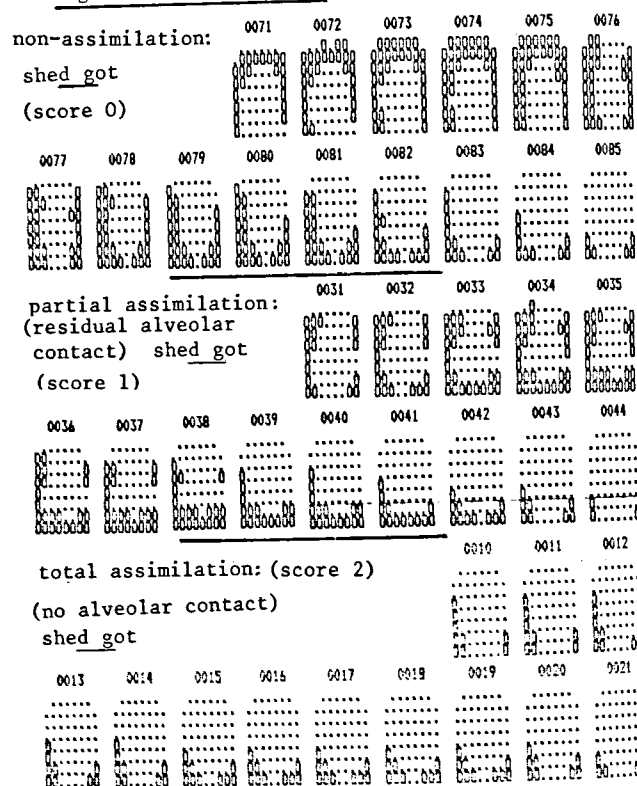 0071 0072 0073 0074 0075 0076
non-assimilation:
shed got
(score 0)
0077 0078 0079 0080 0081 0082 0083 0084 0085
0031 0032 0033 0034 0035
partial assimilation:
(residual alveolar
contact) shed got
(score 1)
0036 0037 0038 0039 0040 0041 0042 0043 0044
0010 0011 0012
total assimilation: (score 2)
(no alveolar contact)
shed got
0013 0014 0015 0016 0017 0018 0019 0020 0021